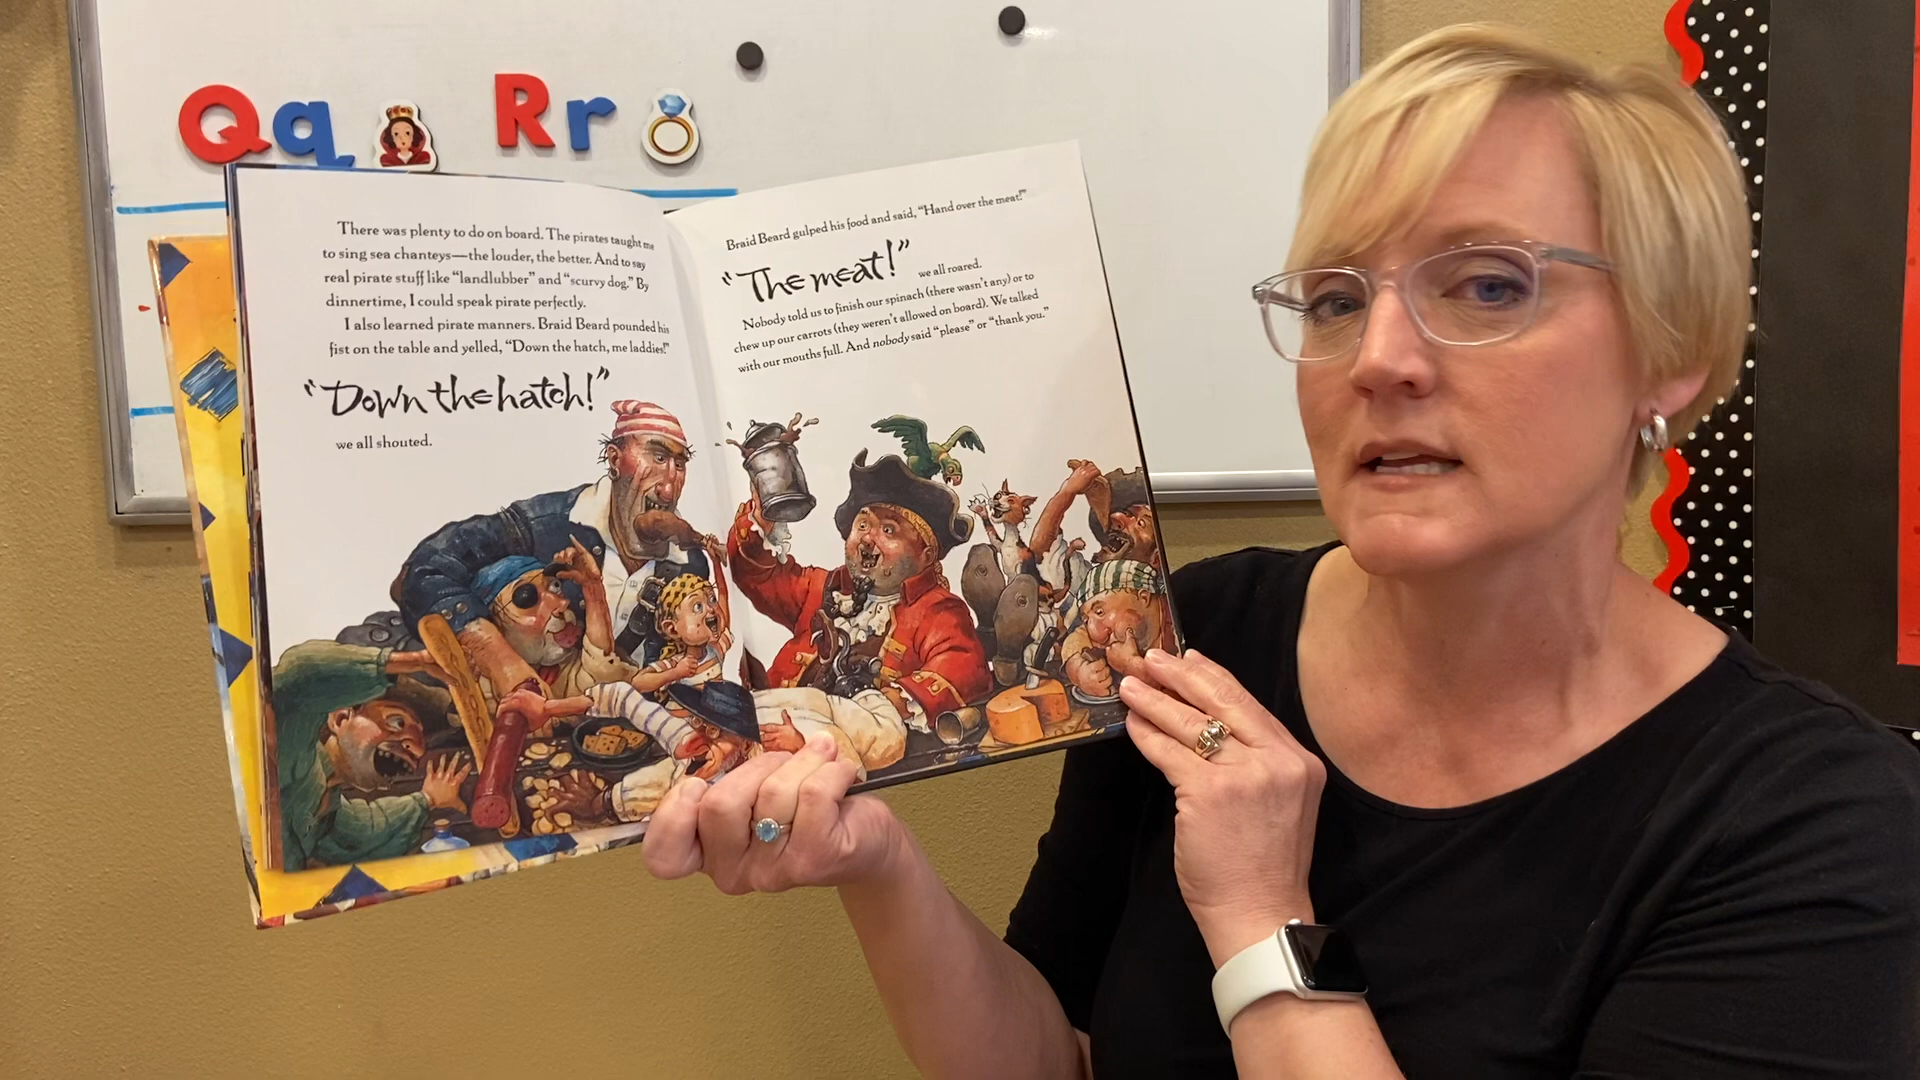 Qq Rr
There was plenty to do on board. The pirates taught me
to sing sea chanteys—the louder, the better. And to say
real pirate stuff like "landlubber" and "scurvy dog." By
dinnertime, I could speak pirate perfectly.
I also learned pirate manners. Braid Beard pounded his
fist on the table and yelled, "Down the hatch, me laddies!"
"Down the hatch!"
we all shouted.
Braid Beard gulped his food and said, "Hand over the meat!"
"The meat!" we all roared.
Nobody told us to finish our spinach (there wasn't any) or to
chew up our carrots (they weren't allowed on board). We talked
with our mouths full. And nobody said "please" or "thank you."